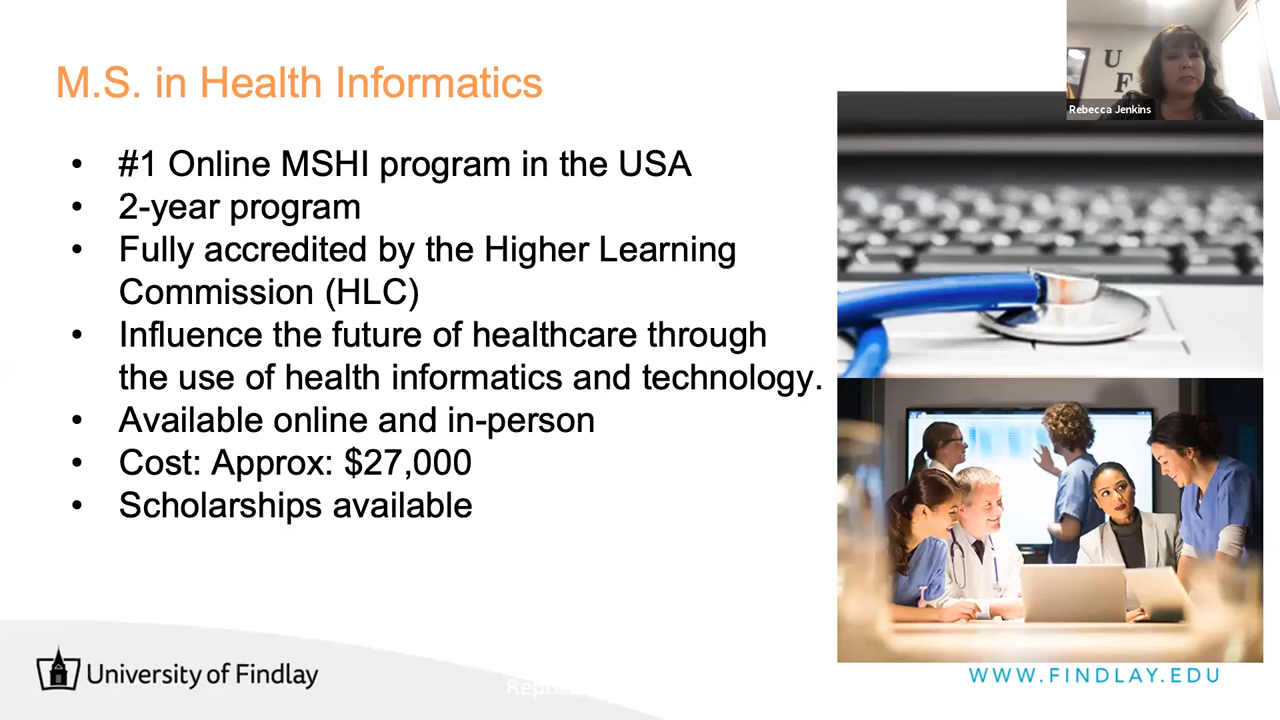 M.S. in Health Informatics
• #1 Online MSHI program in the USA
• 2-year program
• Fully accredited by the Higher Learning
Commission (HLC)
• Influence the future of healthcare through
the use of health informatics and technology.
• Available online and in-person
• Cost: Approx: $27,000
• Scholarships available
U
F
Rebecca Jenkins
University of Findlay
WWW.FINDLAY.EDU